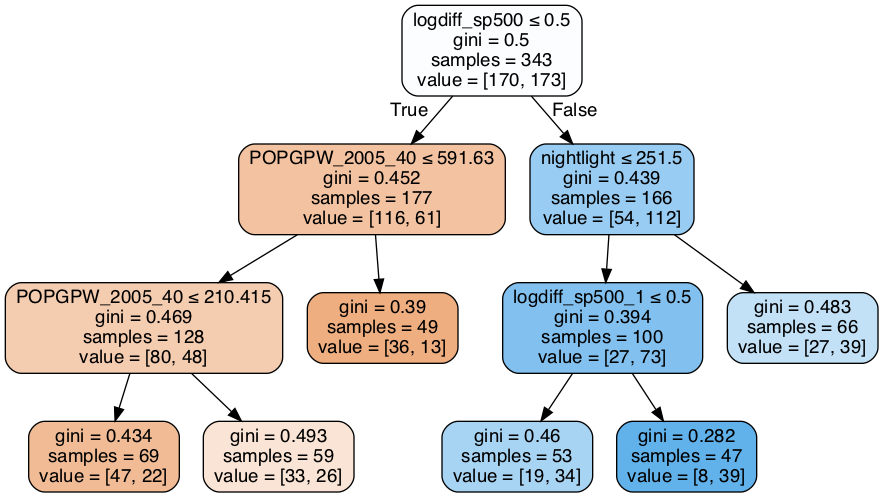 logdiff_sp500 ≤ 0.5
gini = 0.5
samples = 343
value = [170, 173]
True
False
POPGPW_2005_40 ≤ 591.63
gini = 0.452
samples = 177
value = [116, 61]
nightlight ≤ 251.5
gini = 0.439
samples = 166
value = [54, 112]
POPGPW_2005_40 ≤ 210.415
gini = 0.469
samples = 128
value = [80, 48]
gini = 0.39
samples = 49
value = [36, 13]
logdiff_sp500_1 ≤ 0.5
gini = 0.394
samples = 100
value = [27, 73]
gini = 0.483
samples = 66
value = [27, 39]
gini = 0.434
samples = 69
value = [47, 22]
gini = 0.493
samples = 59
value = [33, 26]
gini = 0.46
samples = 53
value = [19, 34]
gini = 0.282
samples = 47
value = [8, 39]